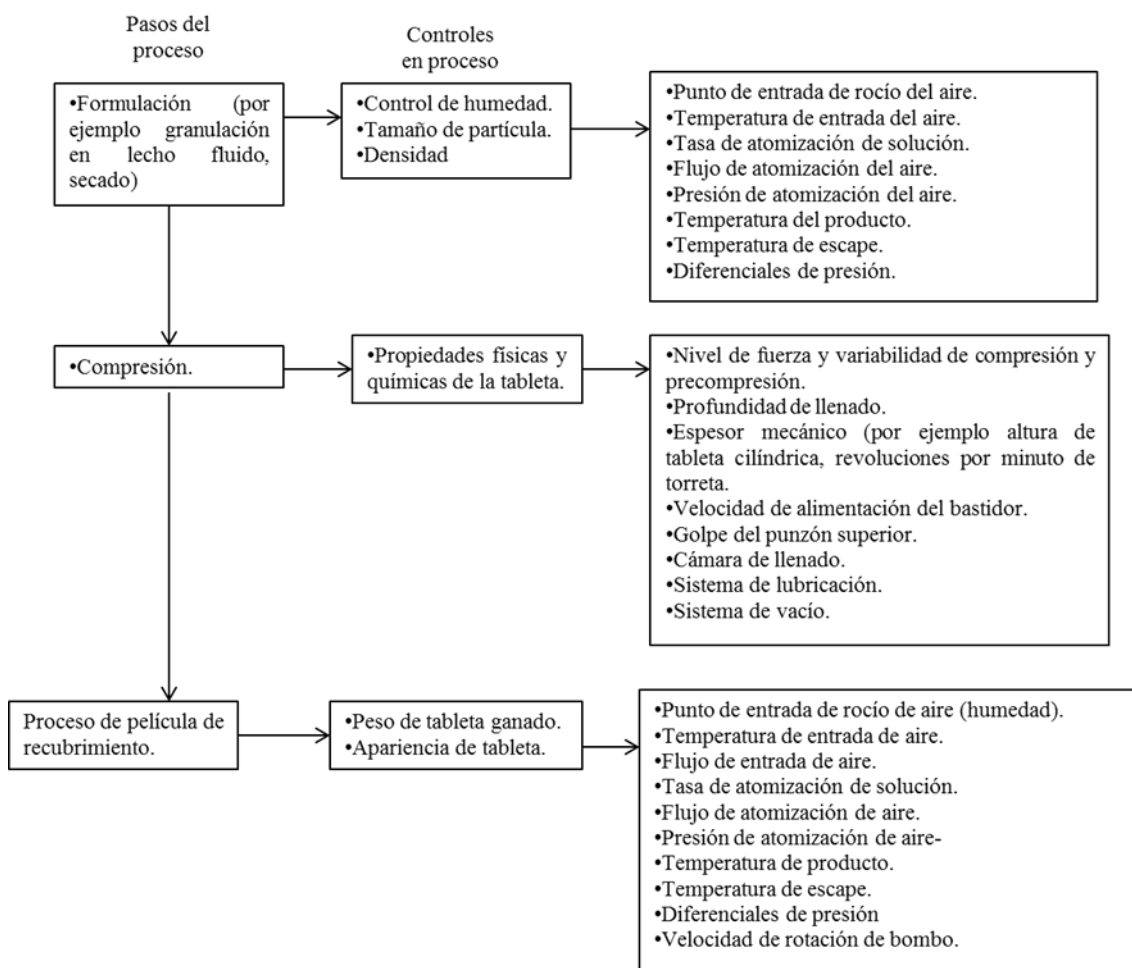 Pasos del
proceso
Controles
en proceso
•Formulación (por
ejemplo granulación
en lecho fluido,
secado)
•Control de humedad.
•Tamaño de partícula.
•Densidad
•Punto de entrada de rocío del aire.
•Temperatura de entrada del aire.
•Tasa de atomización de solución.
•Flujo de atomización del aire.
•Presión de atomización del aire.
•Temperatura del producto.
•Temperatura de escape.
•Diferenciales de presión.
•Compresión.
•Propiedades físicas y
químicas de la tableta.
•Nivel de fuerza y variabilidad de compresión y
precompresión.
•Profundidad de llenado.
•Espesor mecánico (por ejemplo altura de
tableta cilíndrica, revoluciones por minuto de
torreta.
•Velocidad de alimentación del bastidor.
•Golpe del punzón superior.
•Cámara de llenado.
•Sistema de lubricación.
•Sistema de vacío.
Proceso de película de
recubrimiento.
•Peso de tableta ganado.
•Apariencia de tableta.
•Punto de entrada de rocío de aire (humedad).
•Temperatura de entrada de aire.
•Flujo de entrada de aire.
•Tasa de atomización de solución.
•Flujo de atomización de aire.
•Presión de atomización de aire-
•Temperatura de producto.
•Temperatura de escape.
•Diferenciales de presión
•Velocidad de rotación de bombo.